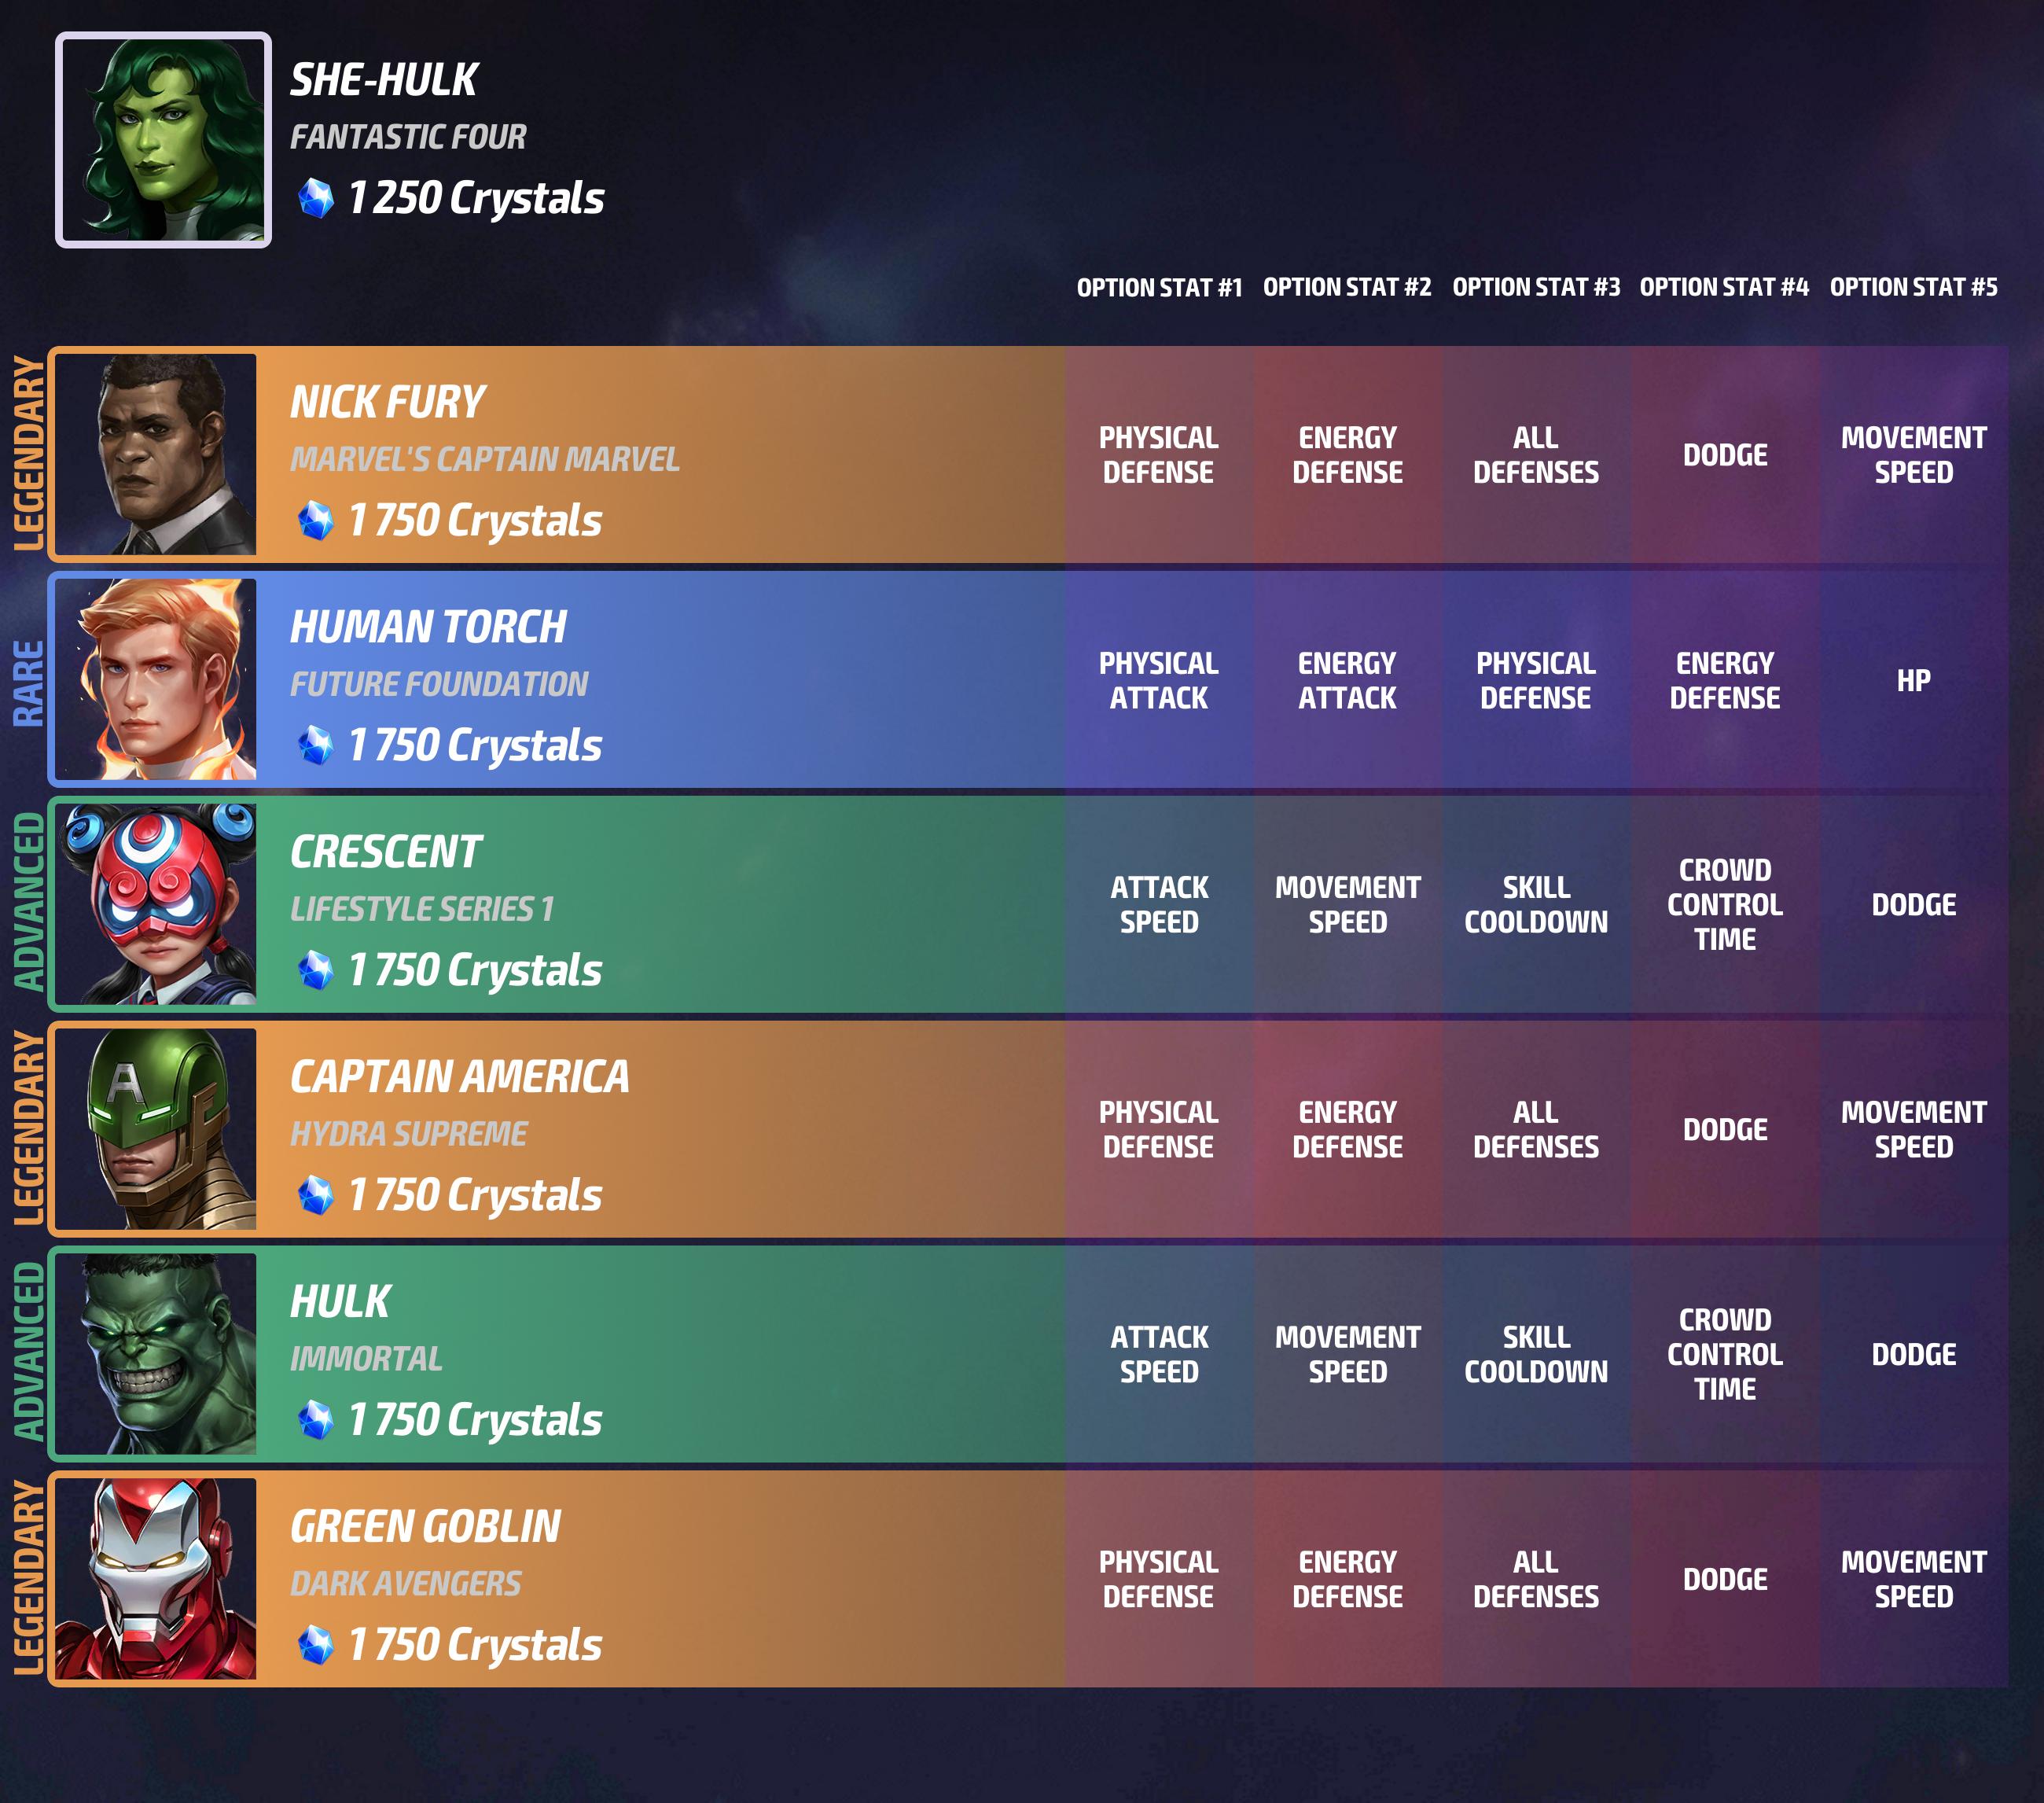 SHE-HULK
FANTASTIC FOUR
1 250 Crystals
OPTION STAT #1 OPTION STAT #2 OPTION STAT #3 OPTION STAT #4 OPTION STAT #5
LEGENDARY
NICK FURY
MARVEL'S CAPTAIN MARVEL
1 750 Crystals
PHYSICAL
DEFENSE
ENERGY
DEFENSE
ALL
DEFENSES
DODGE
MOVEMENT
SPEED
RARE
HUMAN TORCH
FUTURE FOUNDATION
1 750 Crystals
PHYSICAL
ATTACK
ENERGY
ATTACK
PHYSICAL
DEFENSE
ENERGY
DEFENSE
HP
ADVANCED
CRESCENT
LIFESTYLE SERIES 1
1 750 Crystals
ATTACK
SPEED
MOVEMENT
SPEED
SKILL
COOLDOWN
CROWD
CONTROL
TIME
DODGE
LEGENDARY
A
CAPTAIN AMERICA
HYDRA SUPREME
1 750 Crystals
PHYSICAL
DEFENSE
ENERGY
DEFENSE
ALL
DEFENSES
DODGE
MOVEMENT
SPEED
ADVANCED
HULK
IMMORTAL
1 750 Crystals
ATTACK
SPEED
MOVEMENT
SPEED
SKILL
COOLDOWN
CROWD
CONTROL
TIME
DODGE
LEGENDARY
GREEN GOBLIN
DARK AVENGERS
1 750 Crystals
PHYSICAL
DEFENSE
ENERGY
DEFENSE
ALL
DEFENSES
DODGE
MOVEMENT
SPEED